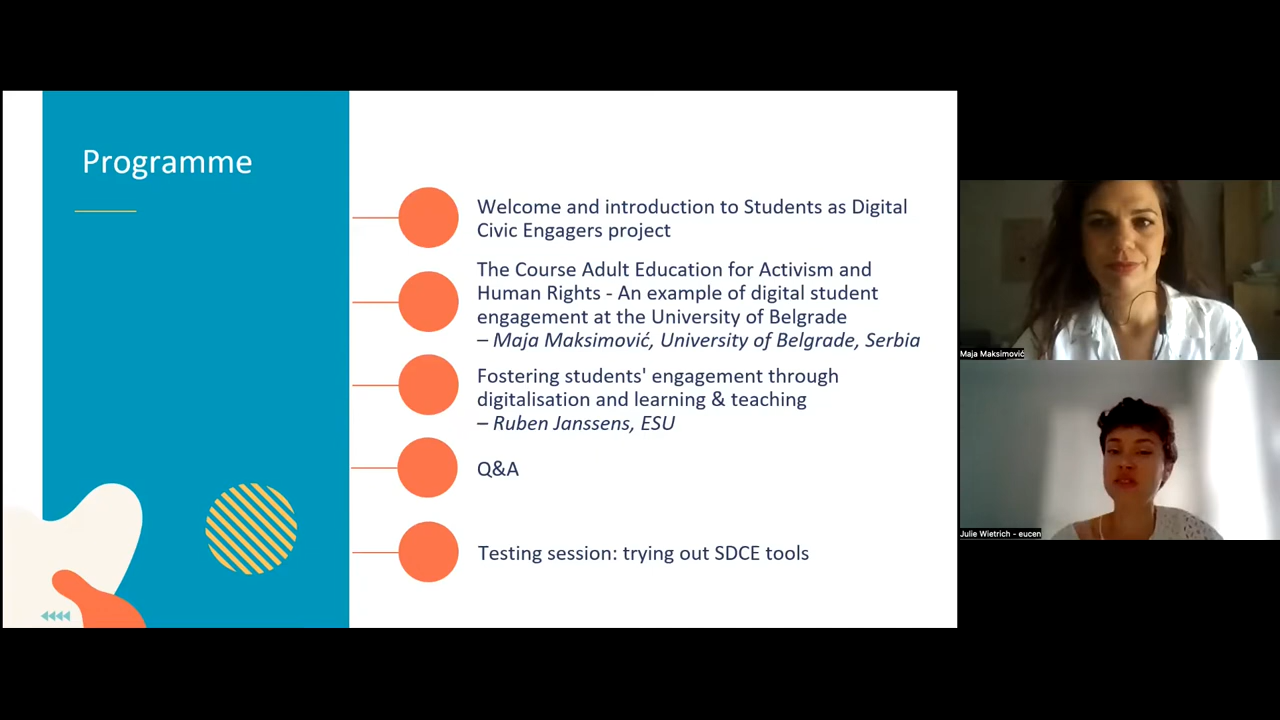 Programme
Welcome and introduction to Students as Digital
Civic Engagers project
The Course Adult Education for Activism and
Human Rights - An example of digital student
engagement at the University of Belgrade
– Maja Maksimović, University of Belgrade, Serbia
Fostering students' engagement through
digitalisation and learning & teaching
– Ruben Janssens, ESU
Q&A
Testing session: trying out SDCE tools
Maja Maksimović
Julie Wietrich - eucen